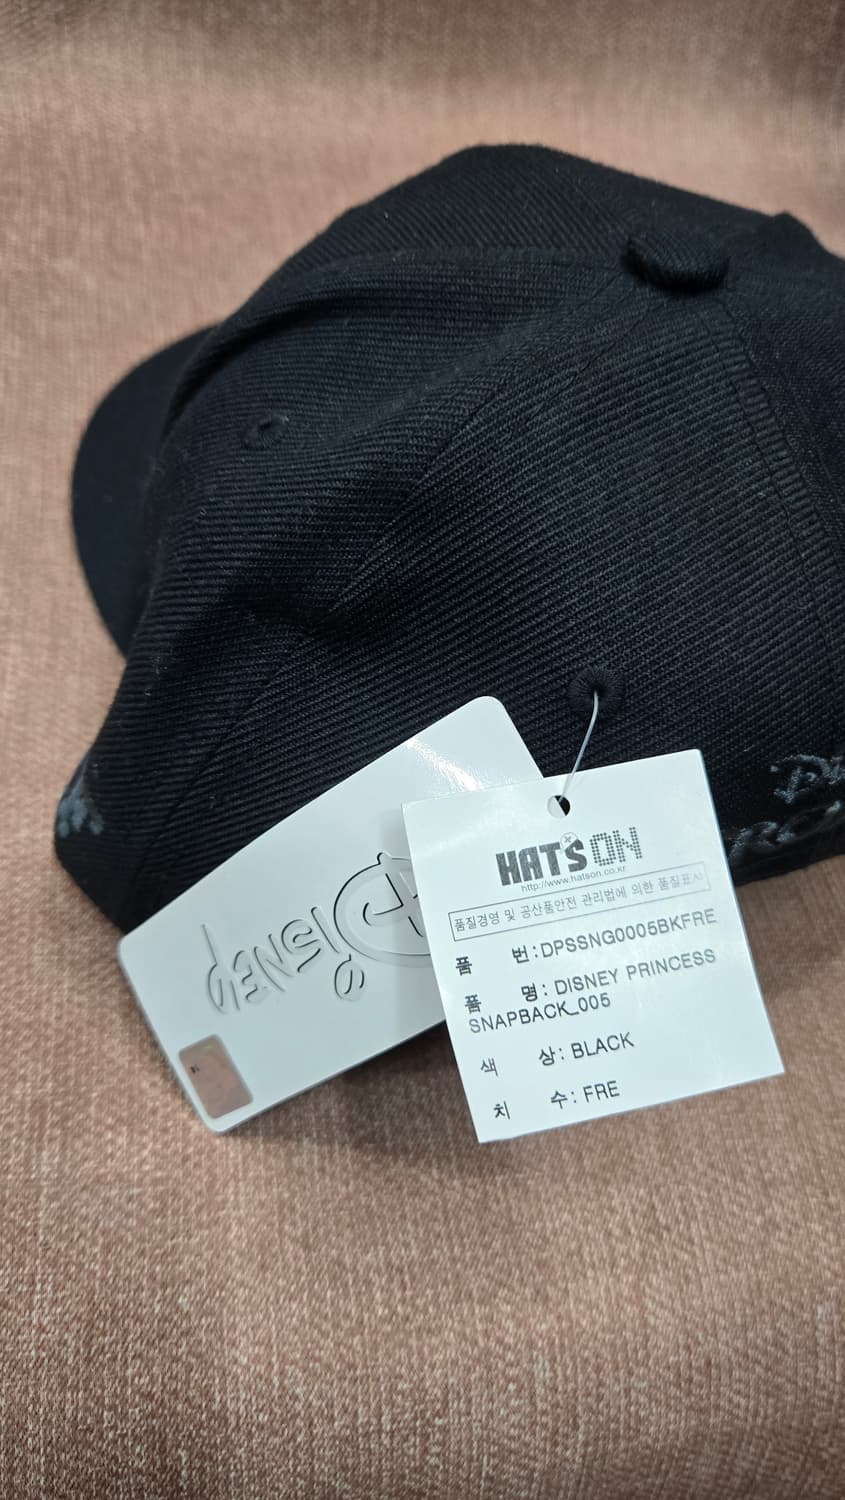 Disney
HAT'S ON
http://www.hatson.co.kr
품질경영 및 공산품안전 관리법에 의한 품질표시
품 번: DPSSNG0005BKFRE
품 명: DISNEY PRINCESS
SNAPBACK_005
색 상: BLACK
치 수: FRE